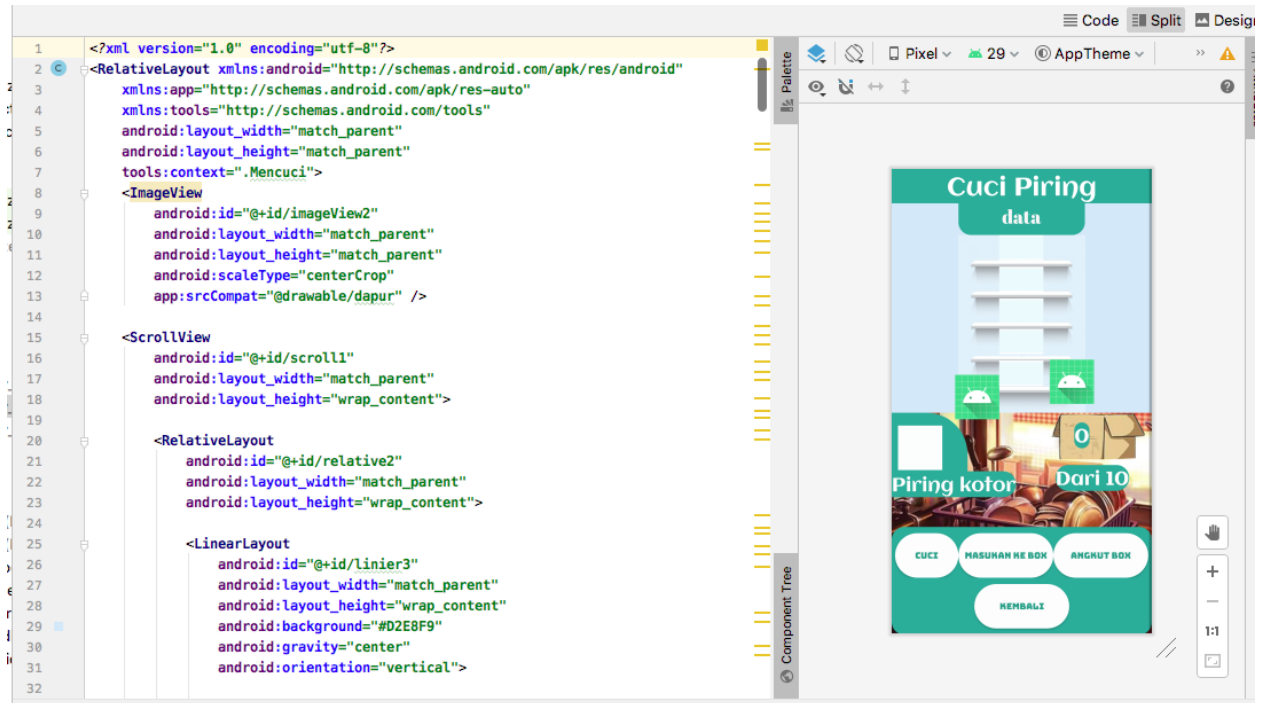 Code Split Design
1 <?xml version="1.0" encoding="utf-8"?>
2 C <RelativeLayout xmlns:android="http://schemas.android.com/apk/res/android"
3 xmlns:app="http://schemas.android.com/apk/res-auto"
4 xmlns:tools="http://schemas.android.com/tools"
5 android:layout_width="match_parent"
6 android:layout_height="match_parent"
7 tools:context=".Mencuci">
8 <ImageView
9 android:id="@+id/imageView2"
10 android:layout_width="match_parent"
11 android:layout_height="match_parent"
12 android:scaleType="centerCrop"
13 app:srcCompat="@drawable/dapur" />
14
15 <ScrollView
16 android:id="@+id/scroll1"
17 android:layout_width="match_parent"
18 android:layout_height="wrap_content">
19
20 <RelativeLayout
21 android:id="@+id/relative2"
22 android:layout_width="match_parent"
23 android:layout_height="wrap_content">
24
25 <LinearLayout
26 android:id="@+id/linier3"
27 android:layout_width="match_parent"
28 android:layout_height="wrap_content"
29 android:background="#D2E8F9"
30 android:gravity="center"
31 android:orientation="vertical">
32
Palette
Component Tree
Pixel 29 AppTheme
Cuci Piring
data
0
Piring kotor
Dari 10
CUCI MASUKAN KE BOX ANGKUT BOX
KEMBALI
1:1